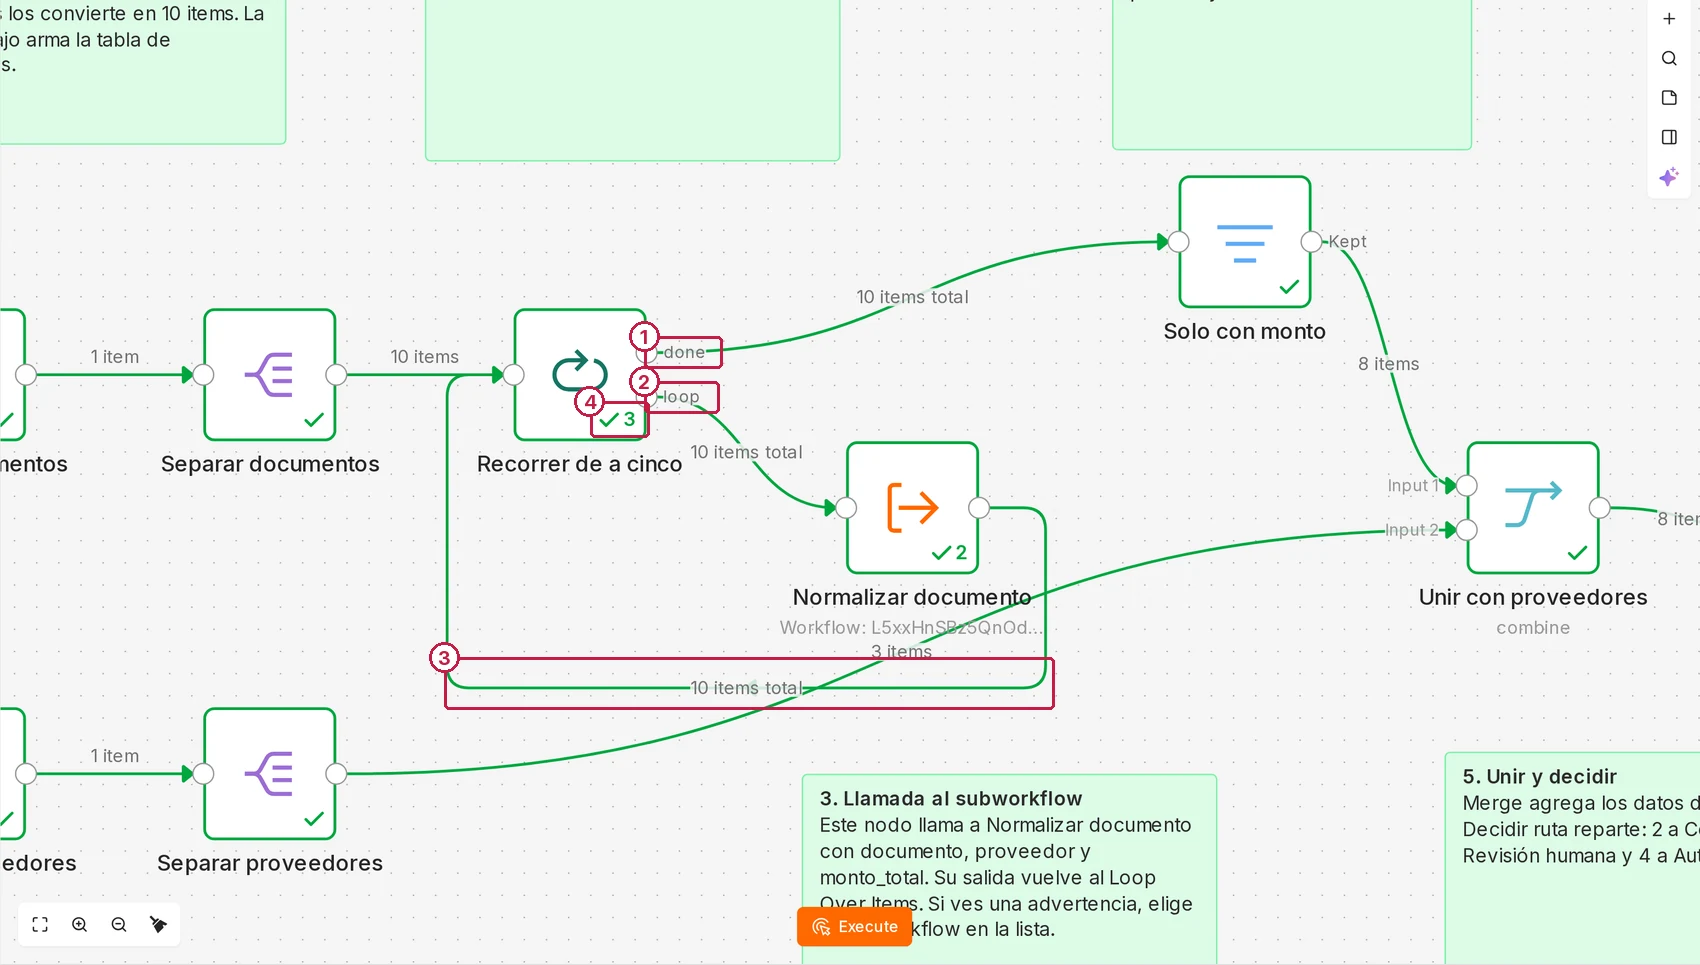 los convierte en 10 items. La
ajo arma la tabla de
s.
1 item
10 items
1
done
2
loop
4
3
10 items total
10 items total
Kept
Solo con monto
8 items
mentos
Separar documentos
Recorrer de a cinco
Input 1
Input 2
8 iter
2
Normalizar documento
Workflow: L5xxHnSBz5QnOd...
3 items
Unir con proveedores
combine
3
10 items total
1 item
edores
Separar proveedores
3. Llamada al subworkflow
Este nodo llama a Normalizar documento
con documento, proveedor y
monto_total. Su salida vuelve al Loop
Over Items. Si ves una advertencia, elige
kflow en la lista.
Execute
5. Unir y decidir
Merge agrega los datos d
Decidir ruta reparte: 2 a C
Revisión humana y 4 a Aut